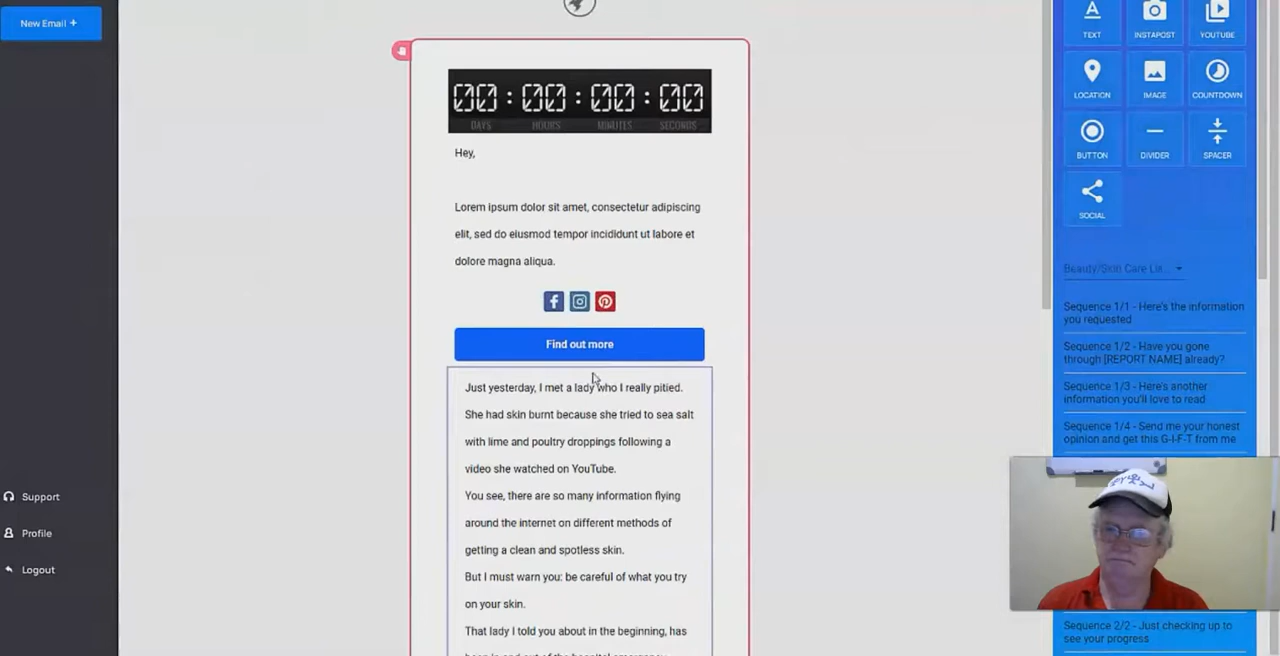 New Email +
TEXT
INSTAPOST
YOUTUBE
LOCATION
IMAGE
COUNTDOWN
BUTTON
DIVIDER
SPACER
SOCIAL
00 : 00 : 00 : 00
DAYS HOURS MINUTES SECONDS
Hey,
Lorem ipsum dolor sit amet, consectetur adipiscing
elit, sed do eiusmod tempor incididunt ut labore et
dolore magna aliqua.
Find out more
Just yesterday, I met a lady who I really pitied.
She had skin burnt because she tried to sea salt
with lime and poultry droppings following a
video she watched on YouTube.
You see, there are so many information flying
around the internet on different methods of
getting a clean and spotless skin.
But I must warn you: be careful of what you try
on your skin.
That lady I told you about in the beginning, has
Beauty/Skin Care Lis...
Sequence 1/1 - Here's the information
you requested
Sequence 1/2 - Have you gone
through [REPORT NAME] already?
Sequence 1/3 - Here's another
information you'll love to read
Sequence 1/4 - Send me your honest
opinion and get this G-I-F-T from me
Sequence 2/2 - Just checking up to
see your progress
Support
Profile
Logout